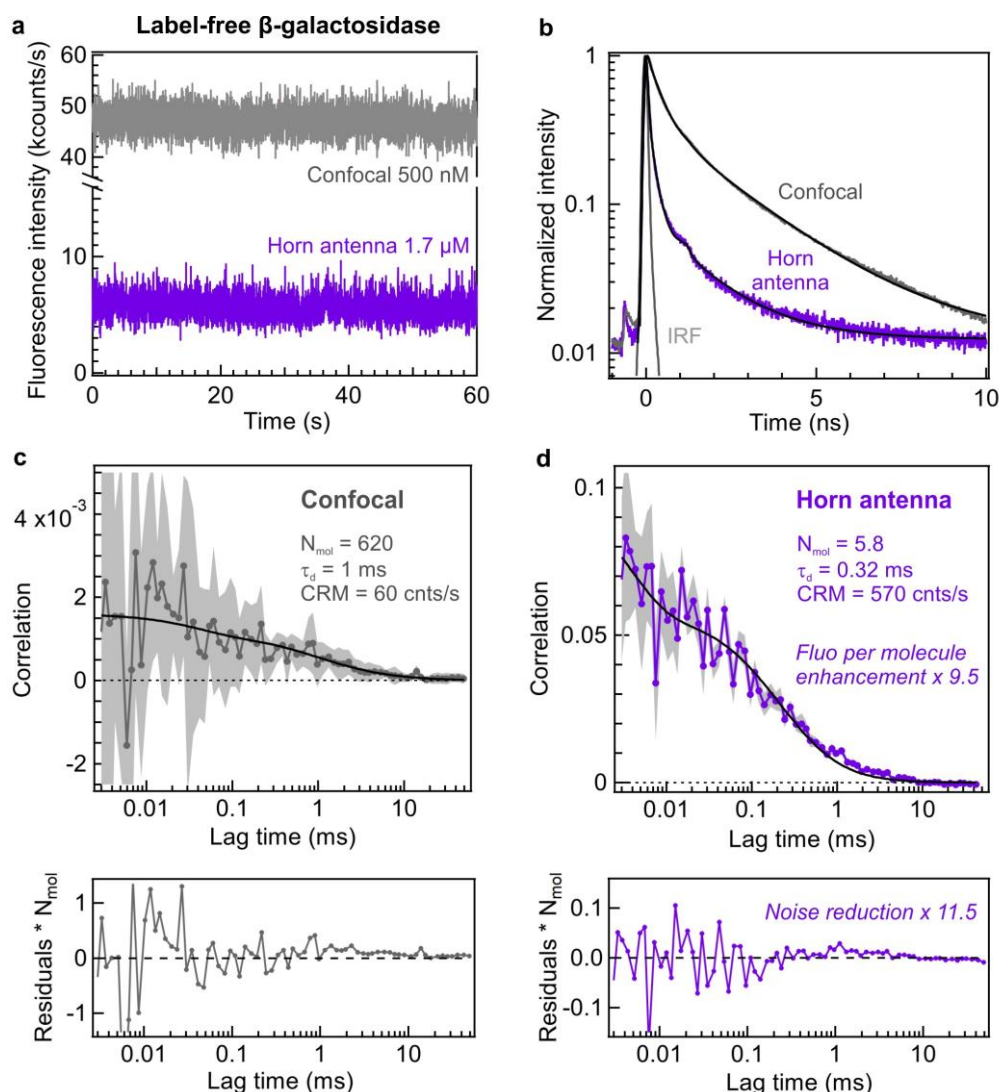 Label-free β-galactosidase
a
Fluorescence intensity (kcounts/s)
60
50
40
10
0
Confocal 500 nM
Horn antenna 1.7 µM
0 20 40 60
Time (s)
b
Normalized intensity
1
0.1
0.01
Confocal
Horn
antenna
IRF
0 5 10
Time (ns)
c
Correlation
4 x10⁻³
2
0
-2
Confocal
Nmol = 620
τd = 1 ms
CRM = 60 cnts/s
0.01 0.1 1 10
Lag time (ms)
Residuals * Nmol
1
0
-1
0.01 0.1 1 10
Lag time (ms)
d
Correlation
0.1
0.05
0
Horn antenna
Nmol = 5.8
τd = 0.32 ms
CRM = 570 cnts/s
Fluo per molecule
enhancement x 9.5
0.01 0.1 1 10
Lag time (ms)
Residuals * Nmol
0.1
0.0
-0.1
Noise reduction x 11.5
0.01 0.1 1 10
Lag time (ms)